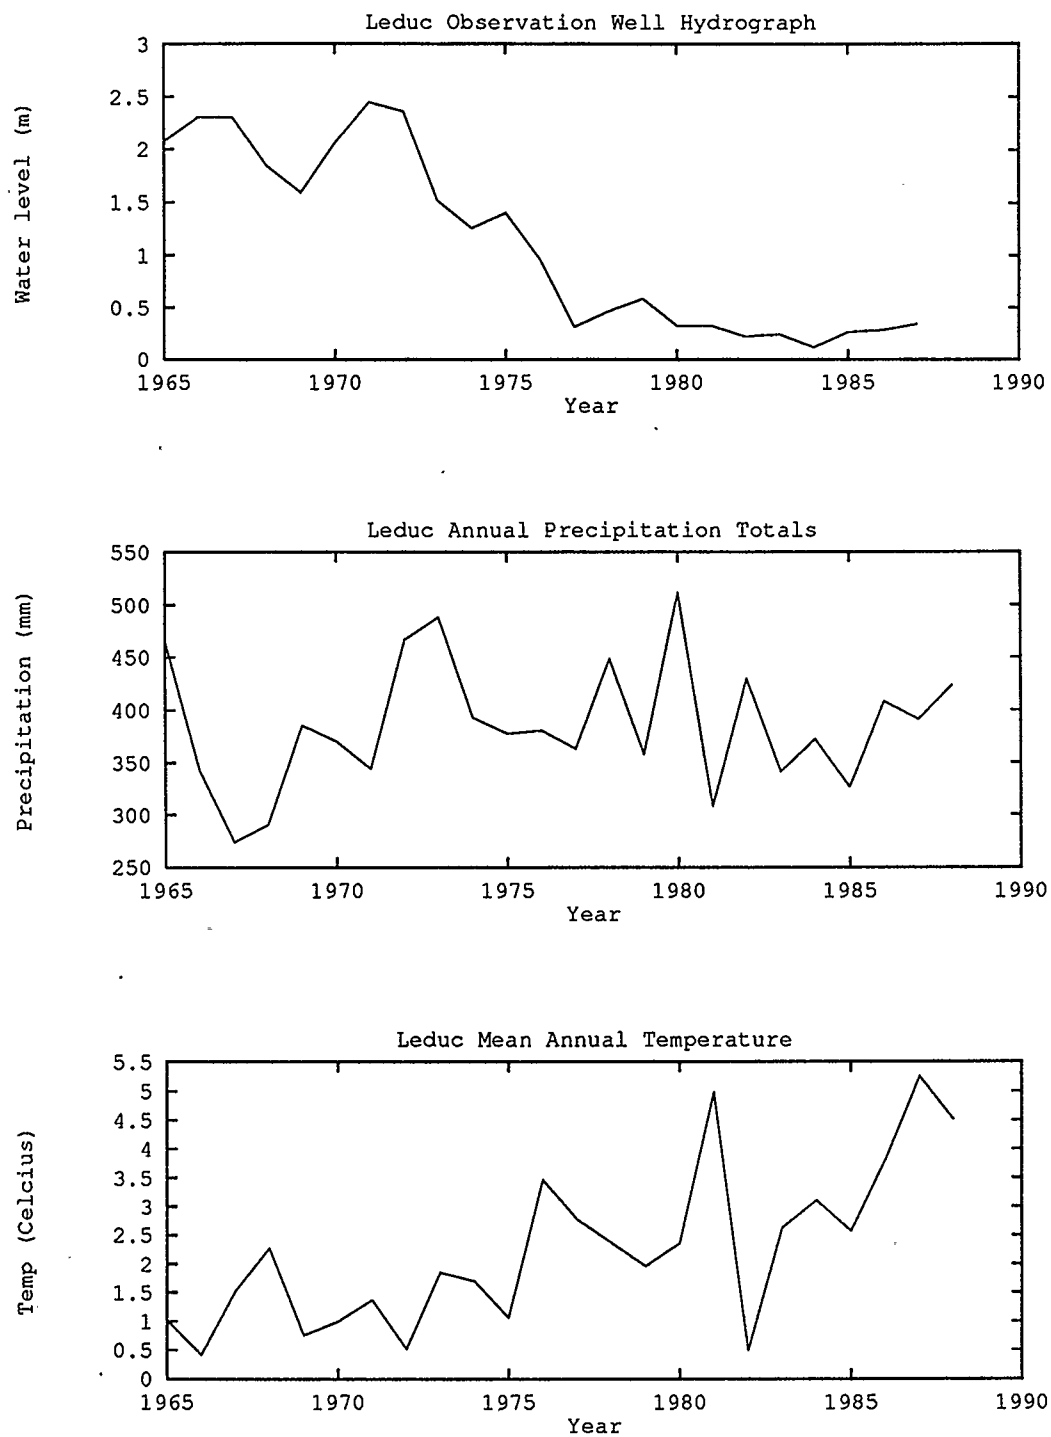 Leduc Observation Well Hydrograph
3
2.5
2
1.5
1
0.5
0
Water level (m)
1965 1970 1975 1980 1985 1990
Year
Leduc Annual Precipitation Totals
550
500
450
400
350
300
250
Precipitation (mm)
1965 1970 1975 1980 1985 1990
Year
Leduc Mean Annual Temperature
5.5
5
4.5
4
3.5
3
2.5
2
1.5
1
0.5
0
Temp (Celcius)
1965 1970 1975 1980 1985 1990
Year